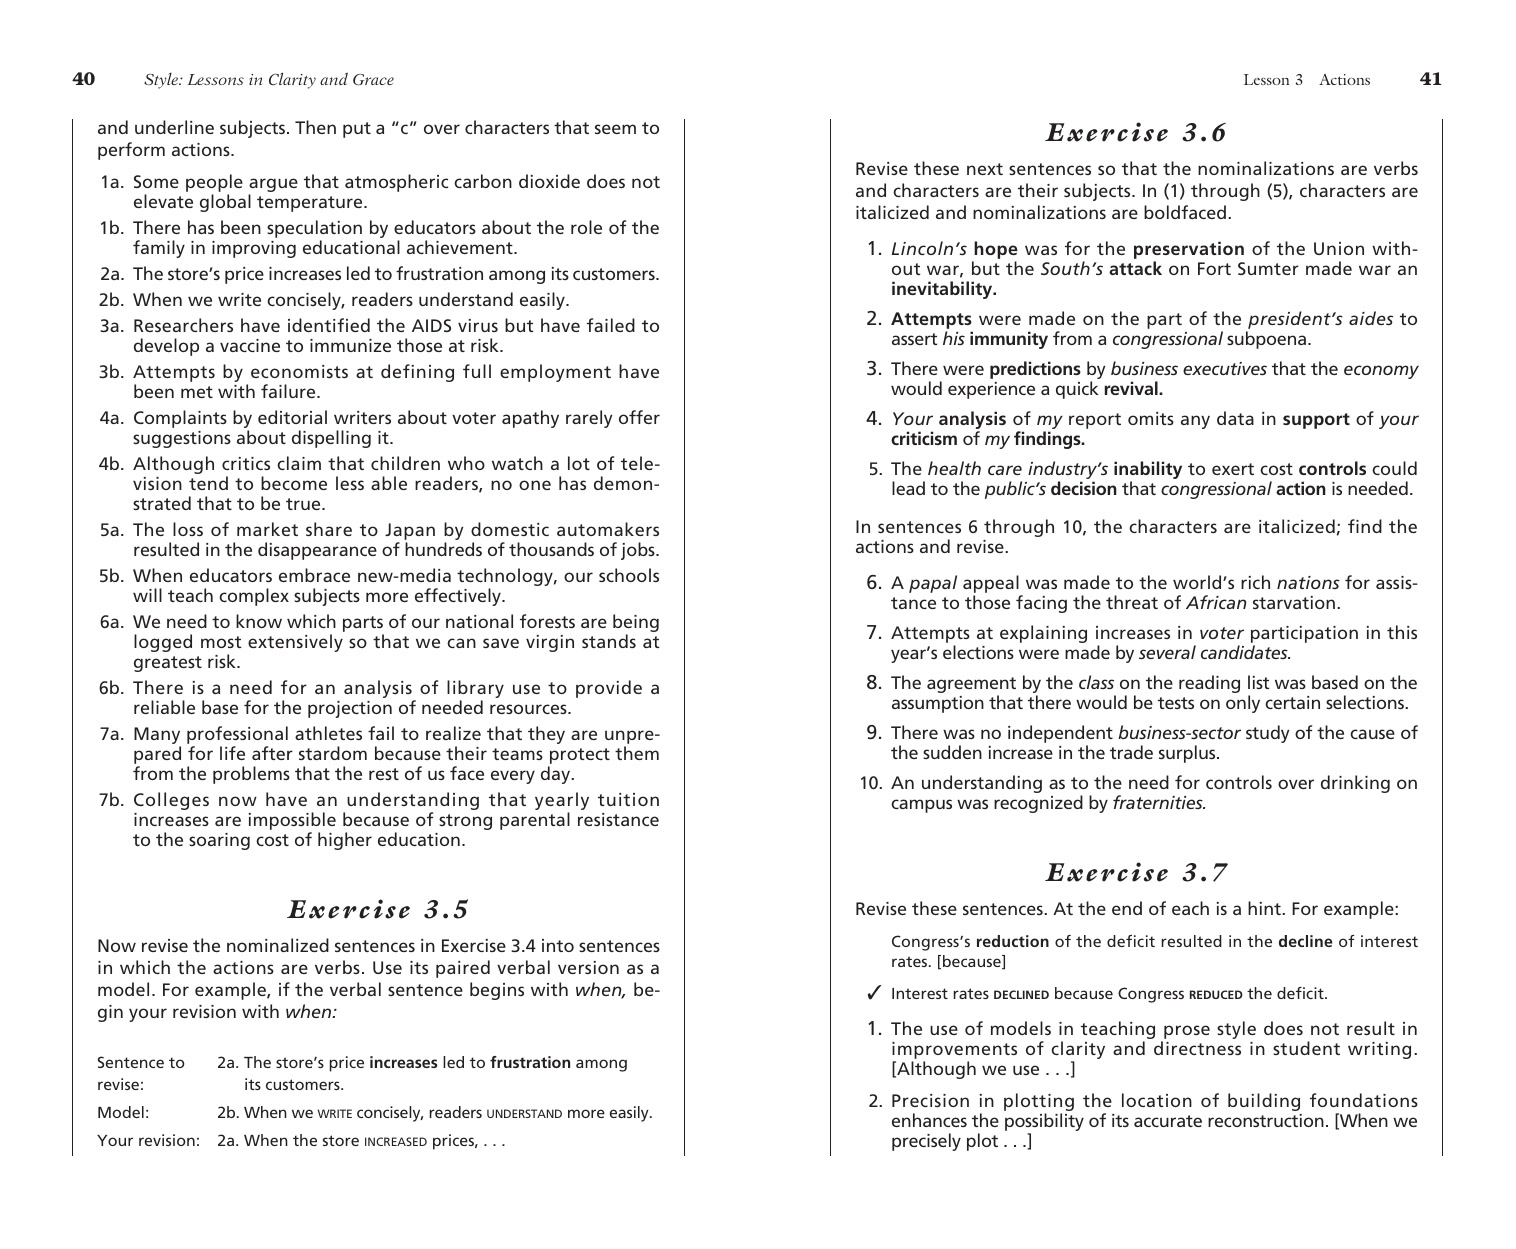 40 Style: Lessons in Clarity and Grace
and underline subjects. Then put a “c” over characters that seem to
perform actions.
1a. Some people argue that atmospheric carbon dioxide does not
elevate global temperature.
1b. There has been speculation by educators about the role of the
family in improving educational achievement.
2a. The store’s price increases led to frustration among its customers.
2b. When we write concisely, readers understand easily.
3a. Researchers have identified the AIDS virus but have failed to
develop a vaccine to immunize those at risk.
3b. Attempts by economists at defining full employment have
been met with failure.
4a. Complaints by editorial writers about voter apathy rarely offer
suggestions about dispelling it.
4b. Although critics claim that children who watch a lot of tele-
vision tend to become less able readers, no one has demon-
strated that to be true.
5a. The loss of market share to Japan by domestic automakers
resulted in the disappearance of hundreds of thousands of jobs.
5b. When educators embrace new-media technology, our schools
will teach complex subjects more effectively.
6a. We need to know which parts of our national forests are being
logged most extensively so that we can save virgin stands at
greatest risk.
6b. There is a need for an analysis of library use to provide a
reliable base for the projection of needed resources.
7a. Many professional athletes fail to realize that they are unpre-
pared for life after stardom because their teams protect them
from the problems that the rest of us face every day.
7b. Colleges now have an understanding that yearly tuition
increases are impossible because of strong parental resistance
to the soaring cost of higher education.
Exercise 3.5
Now revise the nominalized sentences in Exercise 3.4 into sentences
in which the actions are verbs. Use its paired verbal version as a
model. For example, if the verbal sentence begins with when, be-
gin your revision with when:
Sentence to 2a. The store’s price increases led to frustration among
revise: its customers.
Model: 2b. When we WRITE concisely, readers UNDERSTAND more easily.
Your revision: 2a. When the store INCREASED prices, . . .
Lesson 3 Actions 41
Exercise 3.6
Revise these next sentences so that the nominalizations are verbs
and characters are their subjects. In (1) through (5), characters are
italicized and nominalizations are boldfaced.
1. Lincoln’s hope was for the preservation of the Union with-
out war, but the South’s attack on Fort Sumter made war an
inevitability.
2. Attempts were made on the part of the president’s aides to
assert his immunity from a congressional subpoena.
3. There were predictions by business executives that the economy
would experience a quick revival.
4. Your analysis of my report omits any data in support of your
criticism of my findings.
5. The health care industry’s inability to exert cost controls could
lead to the public’s decision that congressional action is needed.
In sentences 6 through 10, the characters are italicized; find the
actions and revise.
6. A papal appeal was made to the world’s rich nations for assis-
tance to those facing the threat of African starvation.
7. Attempts at explaining increases in voter participation in this
year’s elections were made by several candidates.
8. The agreement by the class on the reading list was based on the
assumption that there would be tests on only certain selections.
9. There was no independent business-sector study of the cause of
the sudden increase in the trade surplus.
10. An understanding as to the need for controls over drinking on
campus was recognized by fraternities.
Exercise 3.7
Revise these sentences. At the end of each is a hint. For example:
Congress’s reduction of the deficit resulted in the decline of interest
rates. [because]
✓ Interest rates DECLINED because Congress REDUCED the deficit.
1. The use of models in teaching prose style does not result in
improvements of clarity and directness in student writing.
[Although we use . . .]
2. Precision in plotting the location of building foundations
enhances the possibility of its accurate reconstruction. [When we
precisely plot . . .]